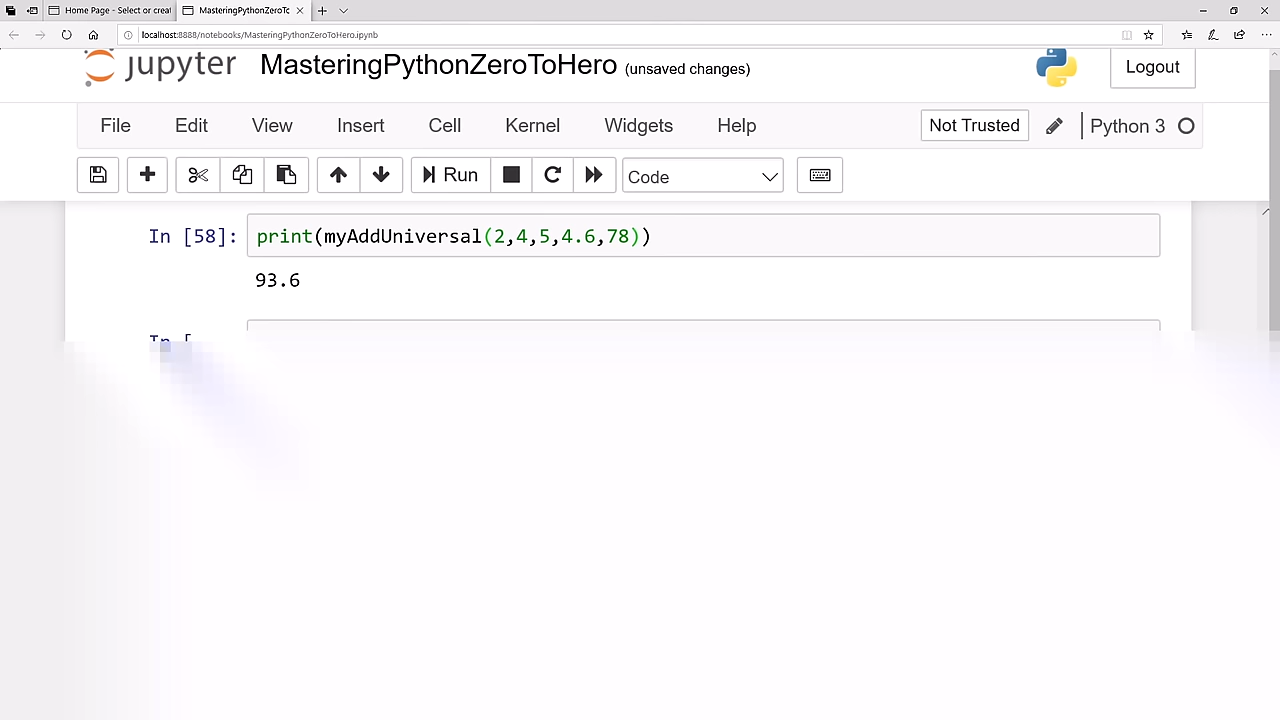 Home Page - Select or creat
MasteringPythonZeroTo
localhost:8888/notebooks/MasteringPythonZeroToHero.ipynb
jupyter MasteringPythonZeroToHero (unsaved changes) Logout
File Edit View Insert Cell Kernel Widgets Help Not Trusted Python 3
Run Code
In [58]: print(myAddUniversal(2,4,5,4.6,78))
93.6
In [